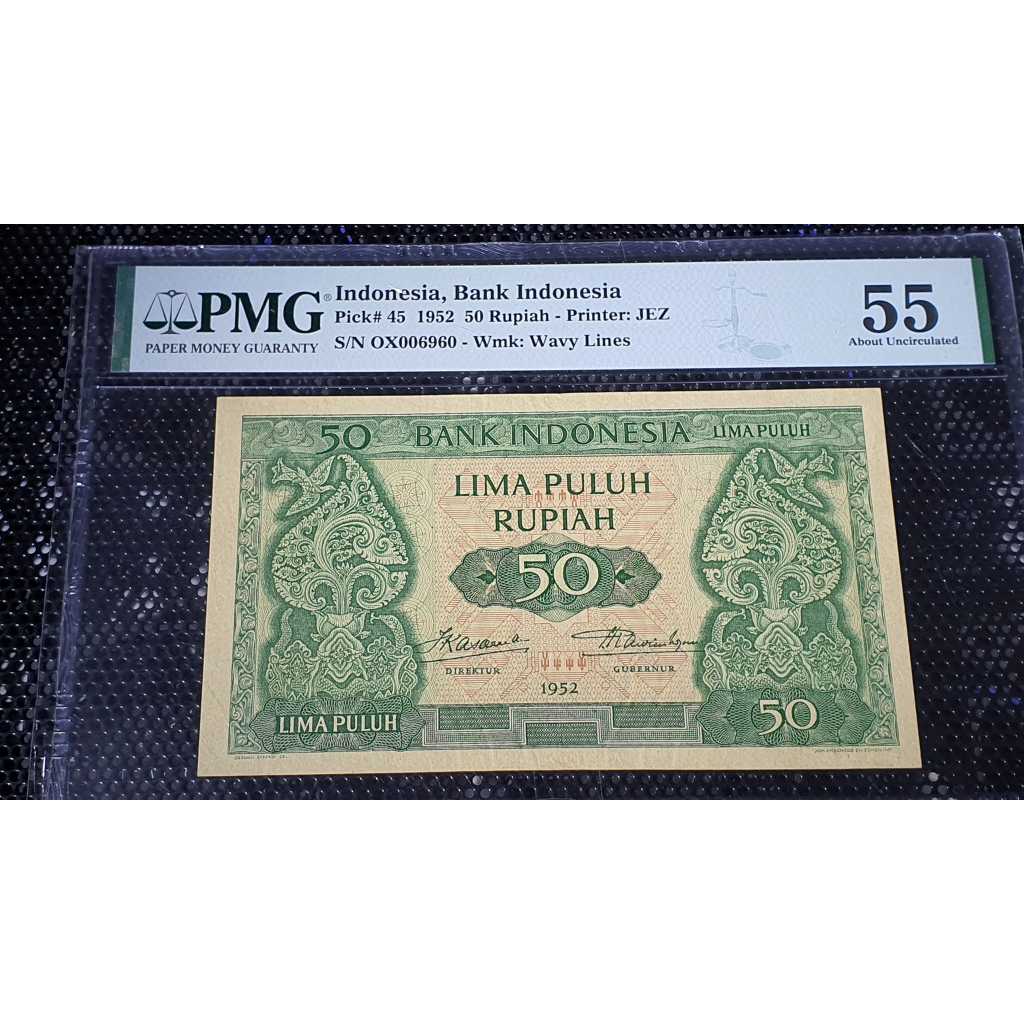 PMG®
PAPER MONEY GUARANTY
Indonesia, Bank Indonesia
Pick# 45 1952 50 Rupiah - Printer: JEZ
S/N OX006960 - Wmk: Wavy Lines
55
About Uncirculated
50 BANK INDONESIA LIMA PULUH
LIMA PULUH
RUPIAH
50
DIREKTUR GUBERNUR
1952
LIMA PULUH
50